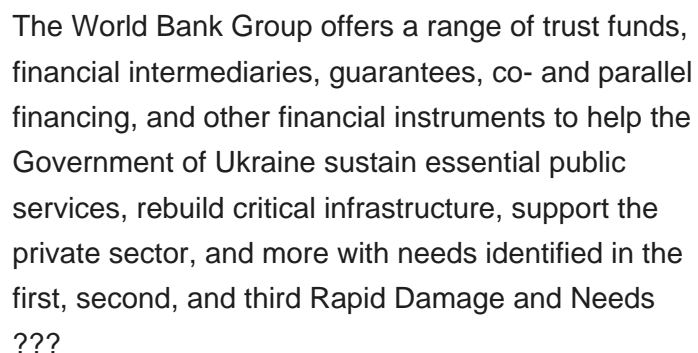 The World Bank Group offers a range of trust funds,
financial intermediaries, guarantees, co- and parallel
financing, and other financial instruments to help the
Government of Ukraine sustain essential public
services, rebuild critical infrastructure, support the
private sector, and more with needs identified in the
first, second, and third Rapid Damage and Needs
???